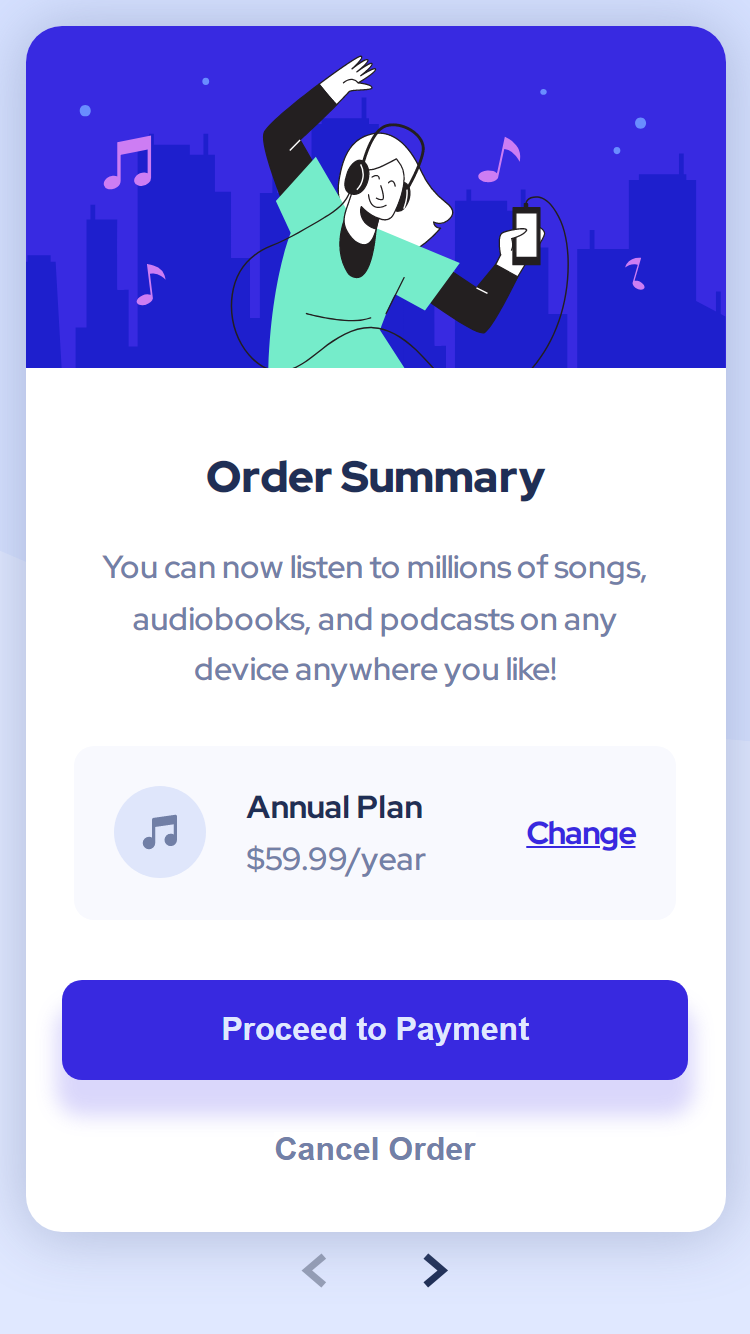 Order Summary
You can now listen to millions of songs,
audiobooks, and podcasts on any
device anywhere you like!
Annual Plan
$59.99/year
Change
Proceed to Payment
Cancel Order